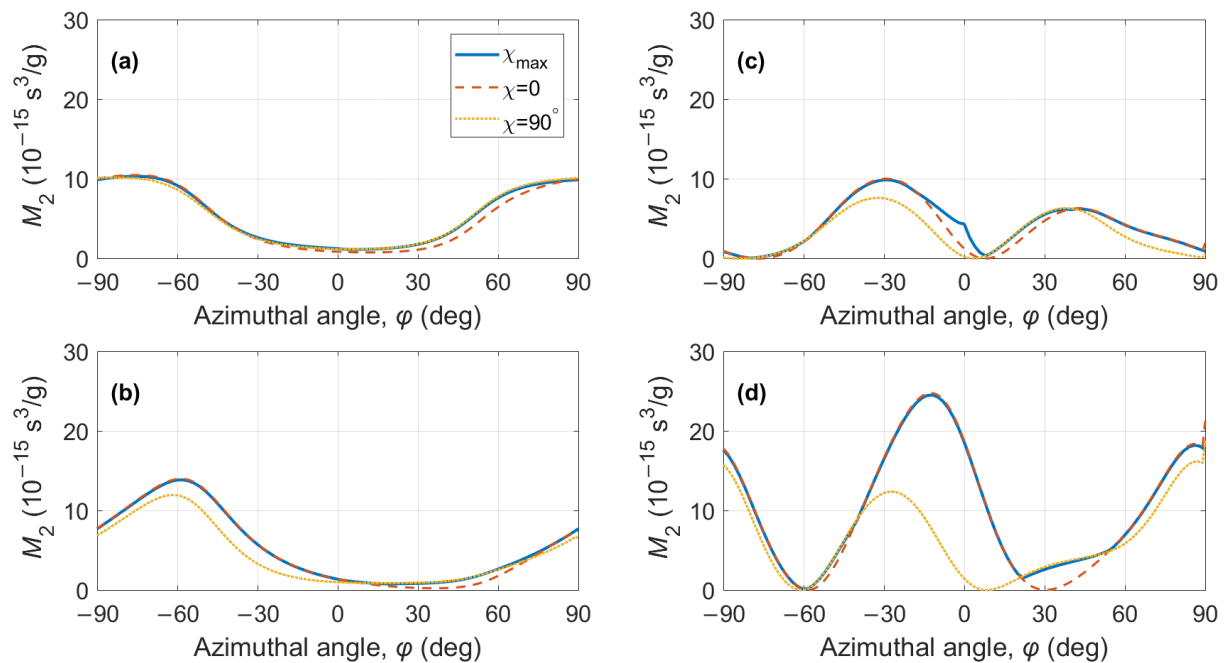 30
20
10
0
M₂ (10⁻¹⁵ s³/g)
(a)
χmax
χ=0
χ=90°
−90 −60 −30 0 30 60 90
Azimuthal angle, φ (deg)
30
20
10
0
M₂ (10⁻¹⁵ s³/g)
(c)
−90 −60 −30 0 30 60 90
Azimuthal angle, φ (deg)
30
20
10
0
M₂ (10⁻¹⁵ s³/g)
(b)
−90 −60 −30 0 30 60 90
Azimuthal angle, φ (deg)
30
20
10
0
M₂ (10⁻¹⁵ s³/g)
(d)
−90 −60 −30 0 30 60 90
Azimuthal angle, φ (deg)